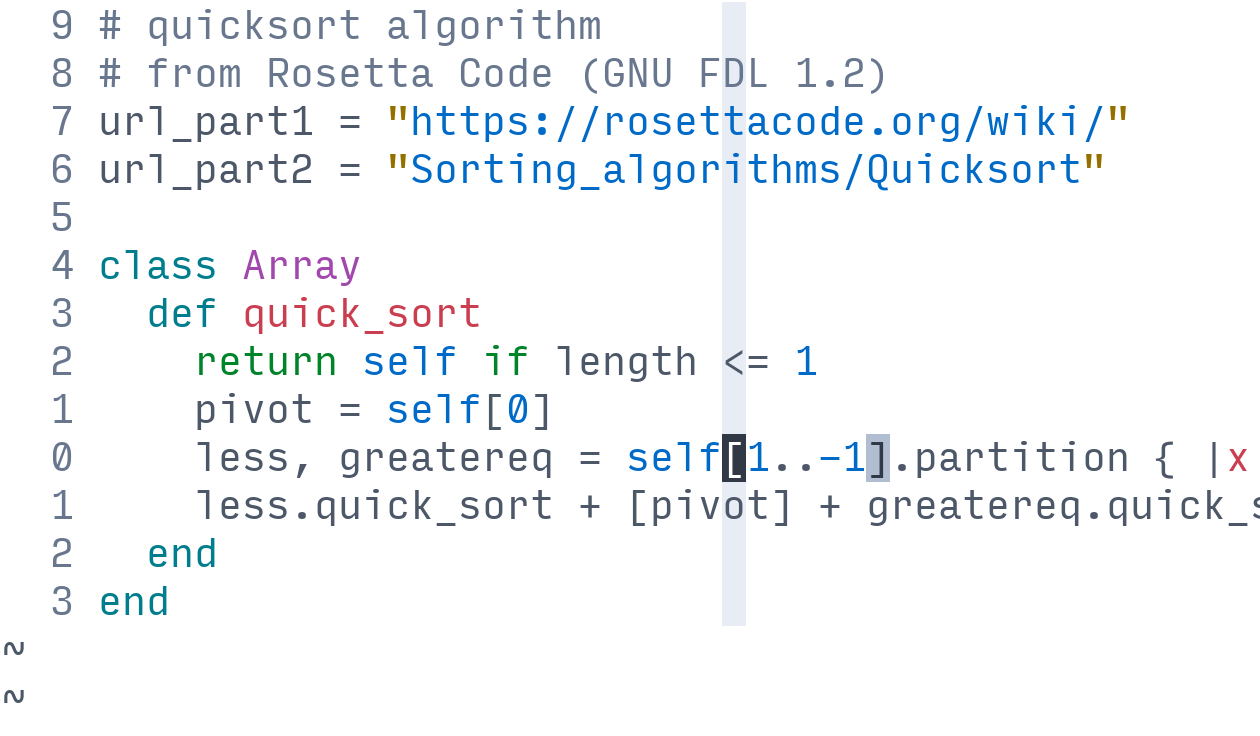 9 # quicksort algorithm
8 # from Rosetta Code (GNU FDL 1.2)
7 url_part1 = "https://rosettacode.org/wiki/"
6 url_part2 = "Sorting_algorithms/Quicksort"
5
4 class Array
3   def quick_sort
2     return self if length <= 1
1     pivot = self[0]
0     less, greatereq = self[1..-1].partition { |x
1     less.quick_sort + [pivot] + greatereq.quick_s
2   end
3 end
~
~